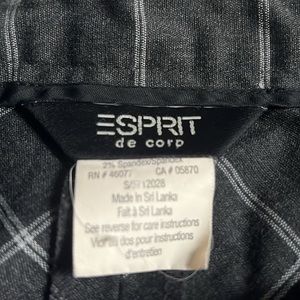 ESPRIT
de corp
2% Spandex/Spandex
RN # 46077 CA # 05870
Made in Sri Lanka
Fait à Sri Lanka
See reverse for care instructions
Voir au dos pour instructions
d'entretien